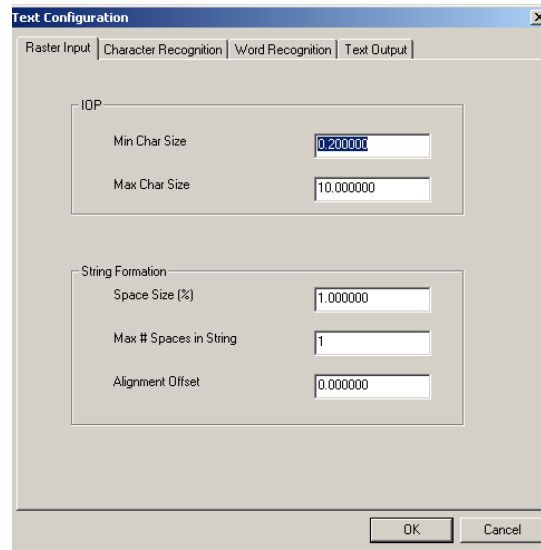 Text Configuration
Raster Input Character Recognition Word Recognition Text Output
IOP
Min Char Size 0.200000
Max Char Size 10.000000
String Formation
Space Size (%) 1.000000
Max # Spaces in String 1
Alignment Offset 0.000000
OK Cancel